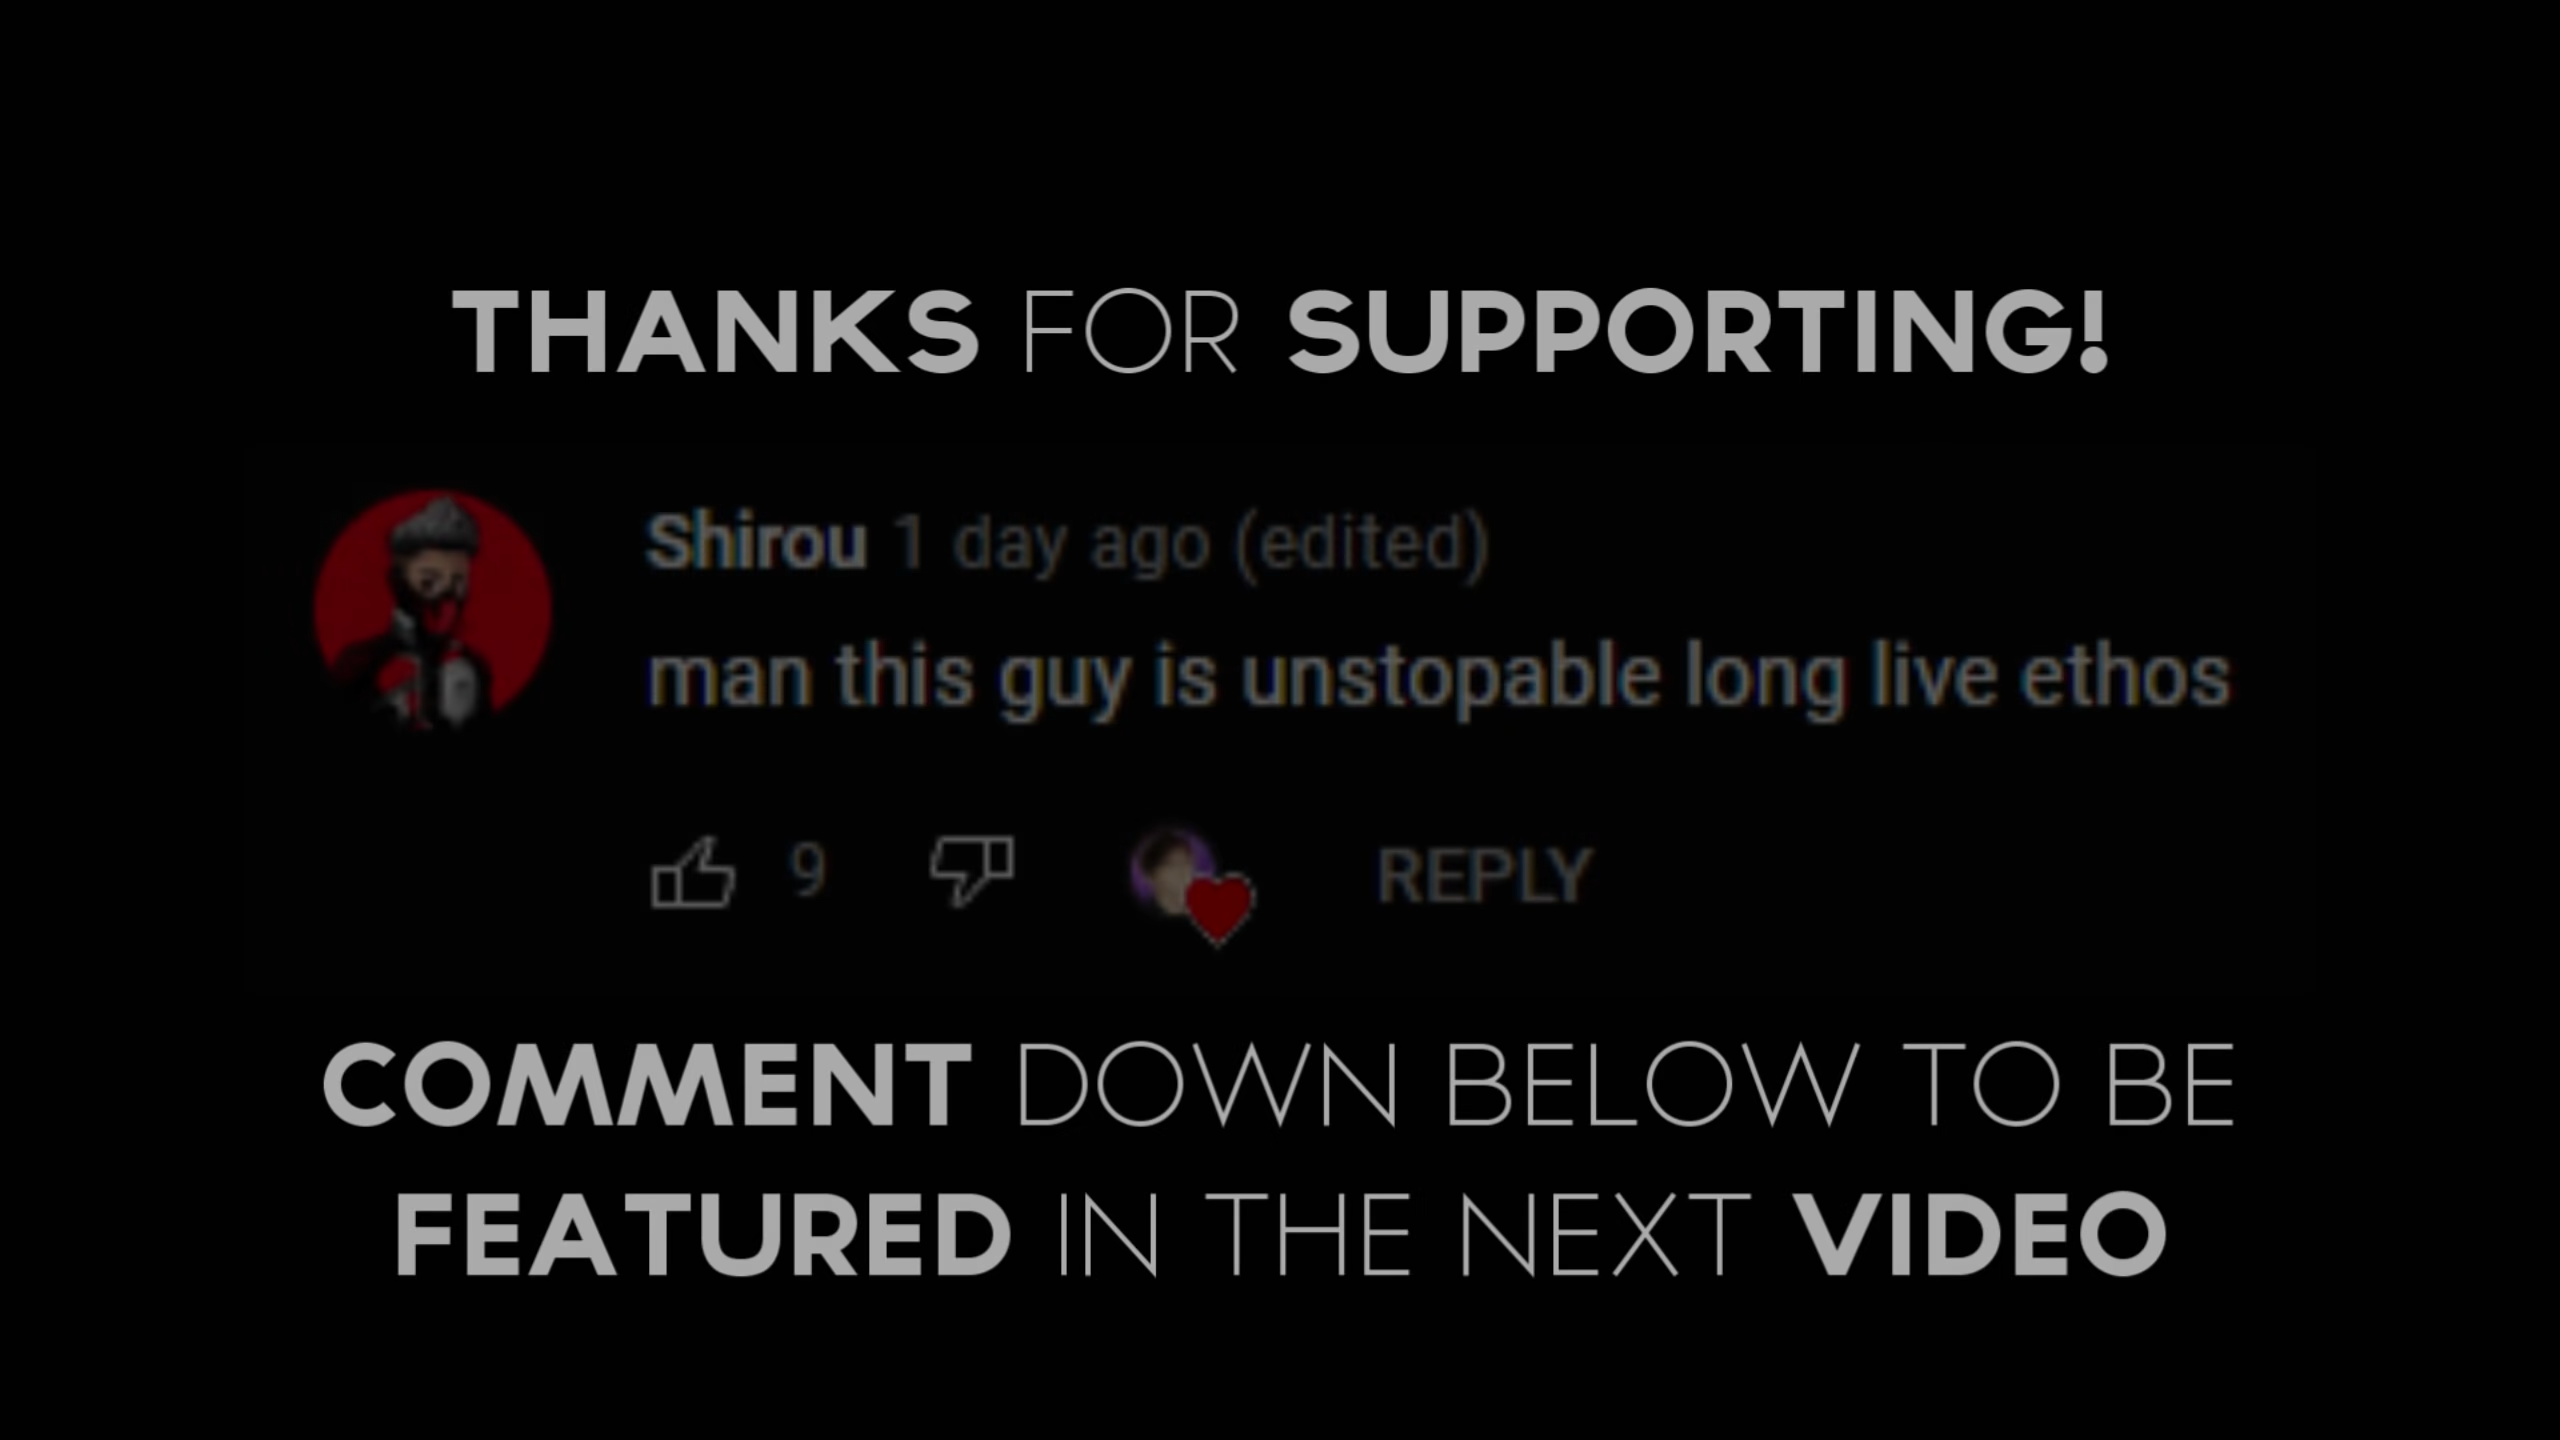 THANKS FOR SUPPORTING!
Shirou 1 day ago (edited)
man this guy is unstopable long live ethos
9 REPLY
COMMENT DOWN BELOW TO BE
FEATURED IN THE NEXT VIDEO